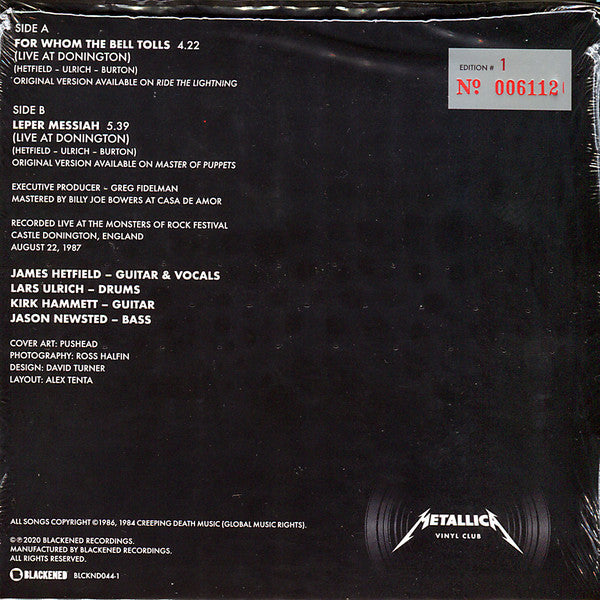 SIDE A
FOR WHOM THE BELL TOLLS 4.22
(LIVE AT DONINGTON)
(HETFIELD – ULRICH – BURTON)
ORIGINAL VERSION AVAILABLE ON RIDE THE LIGHTNING
EDITION # 1
Nº 006112
SIDE B
LEPER MESSIAH 5.39
(LIVE AT DONINGTON)
(HETFIELD – ULRICH – BURTON)
ORIGINAL VERSION AVAILABLE ON MASTER OF PUPPETS
EXECUTIVE PRODUCER – GREG FIDELMAN
MASTERED BY BILLY JOE BOWERS AT CASA DE AMOR
RECORDED LIVE AT THE MONSTERS OF ROCK FESTIVAL
CASTLE DONINGTON, ENGLAND
AUGUST 22, 1987
JAMES HETFIELD – GUITAR & VOCALS
LARS ULRICH – DRUMS
KIRK HAMMETT – GUITAR
JASON NEWSTED – BASS
COVER ART: PUSHEAD
PHOTOGRAPHY: ROSS HALFIN
DESIGN: DAVID TURNER
LAYOUT: ALEX TENTA
ALL SONGS COPYRIGHT ©1986, 1984 CREEPING DEATH MUSIC (GLOBAL MUSIC RIGHTS).
©℗2020 BLACKENED RECORDINGS.
MANUFACTURED BY BLACKENED RECORDINGS.
ALL RIGHTS RESERVED.
BLACKENED BLCKND044-1
METALLICA
VINYL CLUB